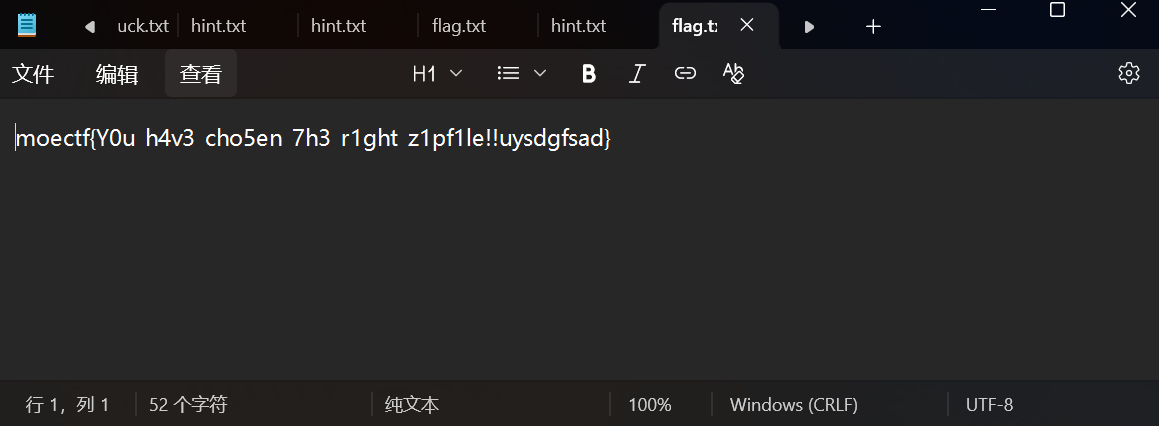 uck.txt hint.txt hint.txt flag.txt hint.txt flag.t
文件 编辑 查看 H1 B I
moectf{Y0u h4v3 cho5en 7h3 r1ght z1pf1le!!uysdgfsad}
行 1，列 1 52 个字符 纯文本 100% Windows (CRLF) UTF-8